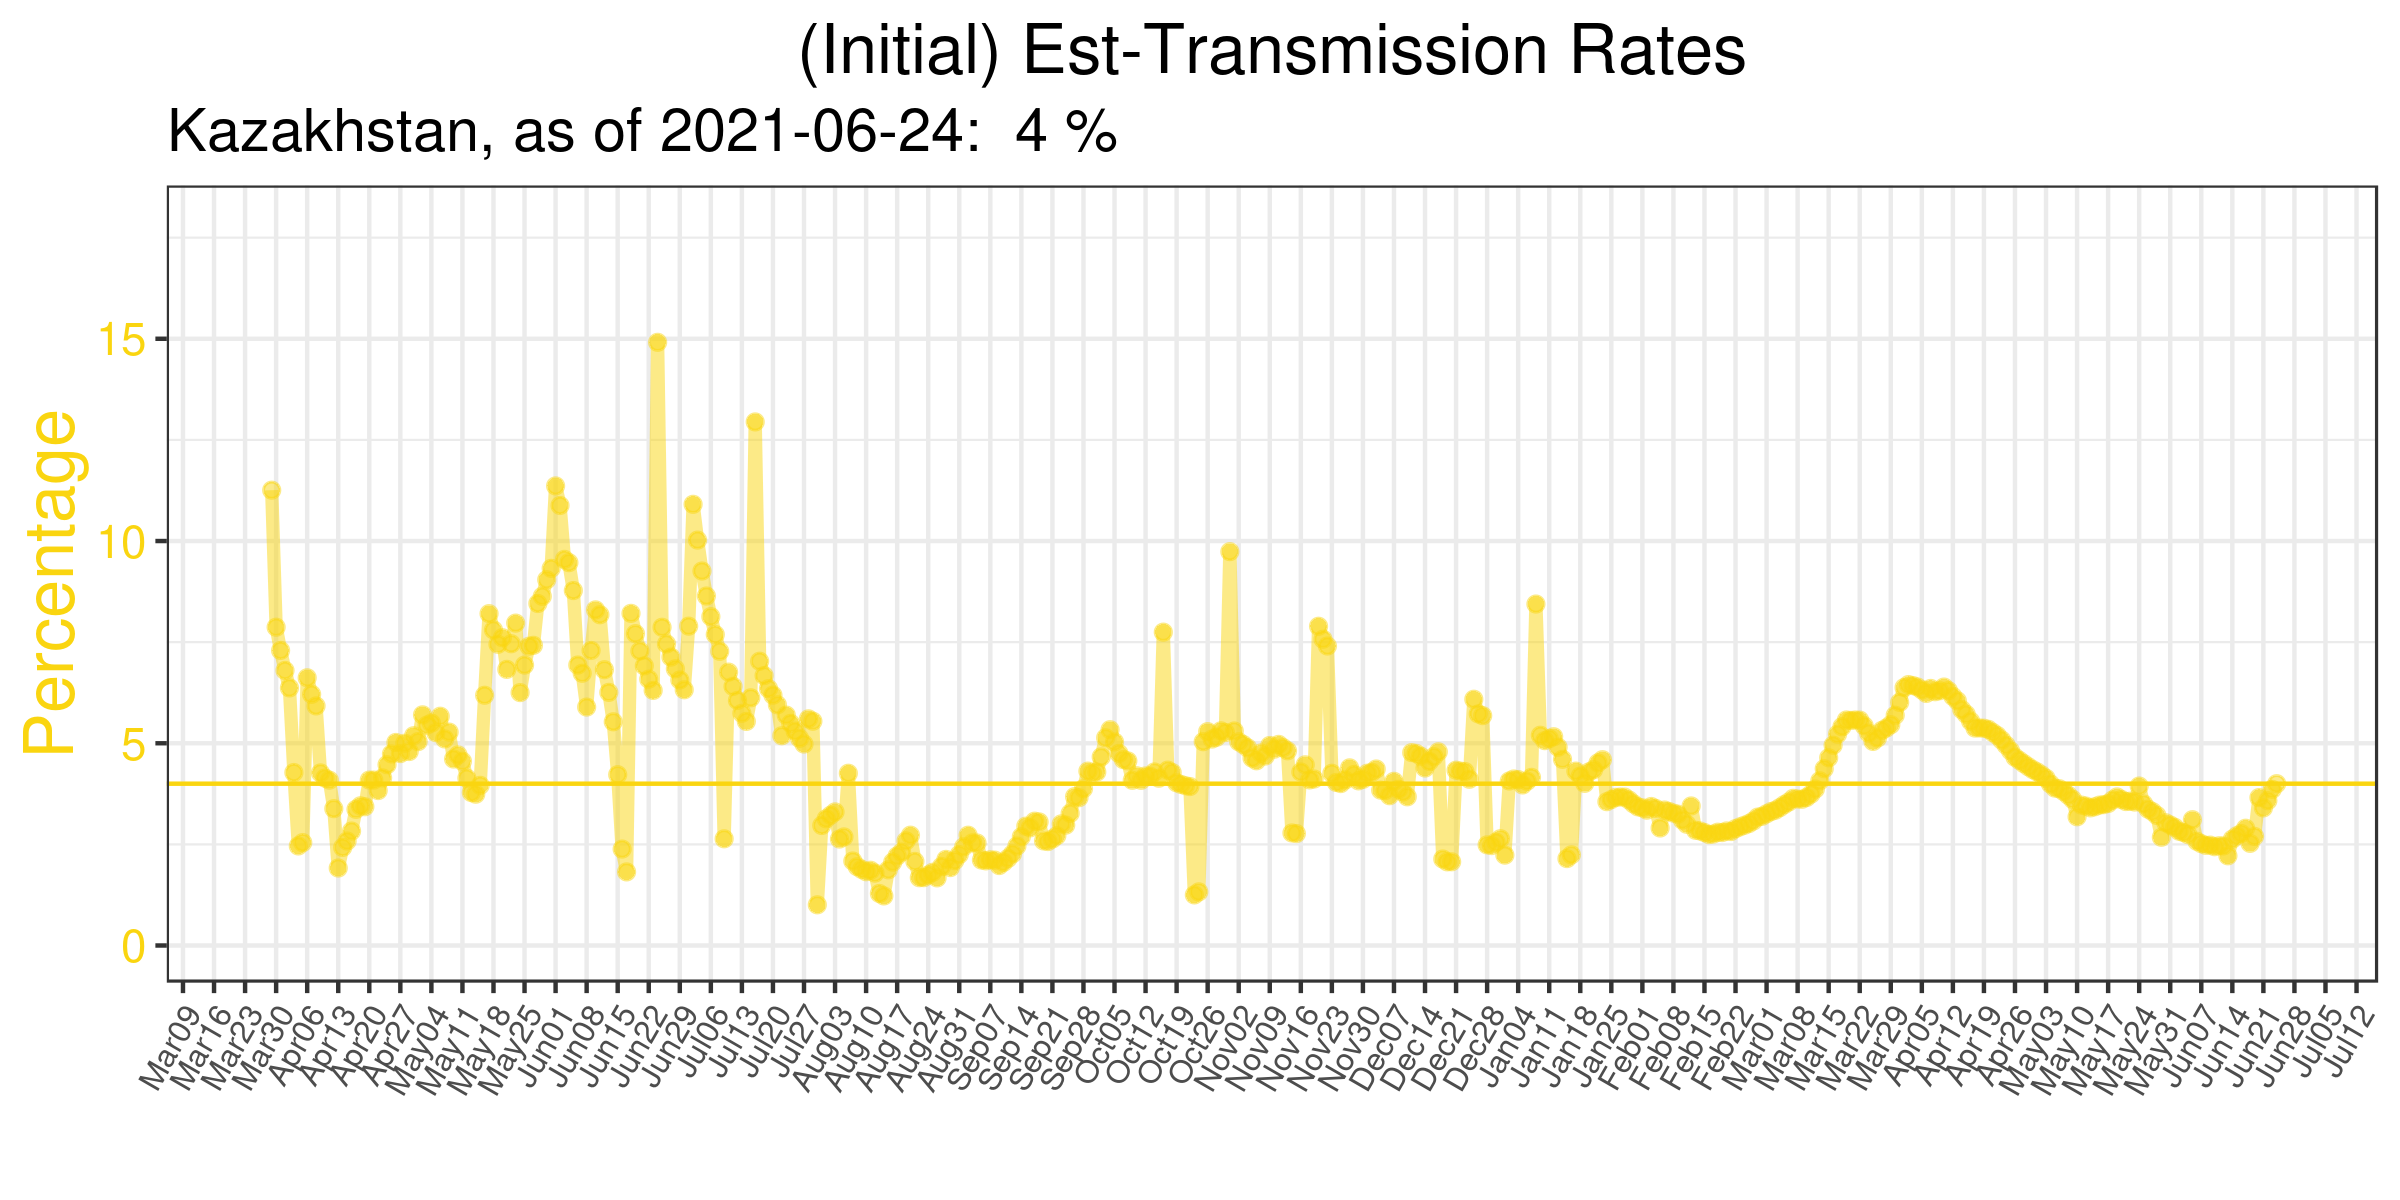 (Initial) Est-Transmission Rates
Kazakhstan, as of 2021-06-24:  4 %
Percentage
15
10
5
0
Mar09
Mar16
Mar23
Mar30
Apr06
Apr13
Apr20
Apr27
May04
May11
May18
May25
Jun01
Jun08
Jun15
Jun22
Jun29
Jul06
Jul13
Jul20
Jul27
Aug03
Aug10
Aug17
Aug24
Aug31
Sep07
Sep14
Sep21
Sep28
Oct05
Oct12
Oct19
Oct26
Nov02
Nov09
Nov16
Nov23
Nov30
Dec07
Dec14
Dec21
Dec28
Jan04
Jan11
Jan18
Jan25
Feb01
Feb08
Feb15
Feb22
Mar01
Mar08
Mar15
Mar22
Mar29
Apr05
Apr12
Apr19
Apr26
May03
May10
May17
May24
May31
Jun07
Jun14
Jun21
Jun28
Jul05
Jul12